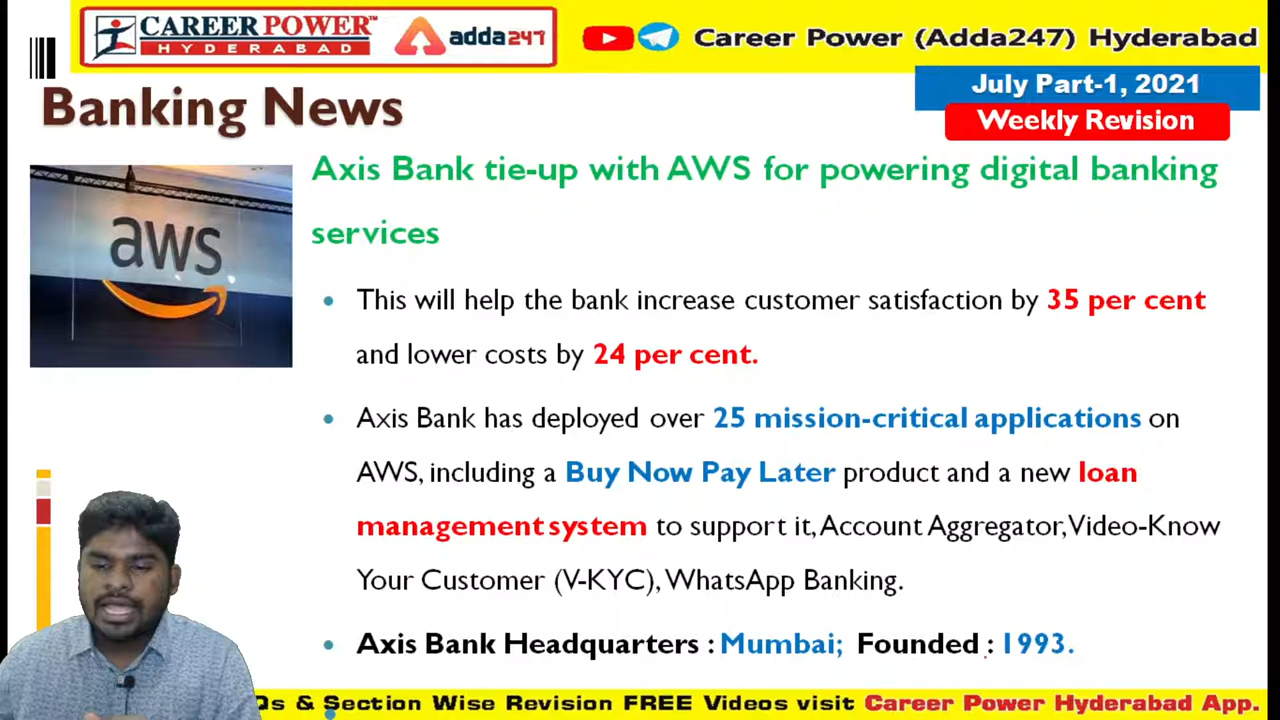 CAREER POWER™
HYDERABAD
adda247
Career Power (Adda247) Hyderabad
July Part-1, 2021
Weekly Revision
Banking News
aws
Axis Bank tie-up with AWS for powering digital banking
services
• This will help the bank increase customer satisfaction by 35 per cent
and lower costs by 24 per cent.
• Axis Bank has deployed over 25 mission-critical applications on
AWS, including a Buy Now Pay Later product and a new loan
management system to support it, Account Aggregator, Video-Know
Your Customer (V-KYC), WhatsApp Banking.
• Axis Bank Headquarters : Mumbai; Founded : 1993.
Qs & Section Wise Revision FREE Videos visit Career Power Hyderabad App.